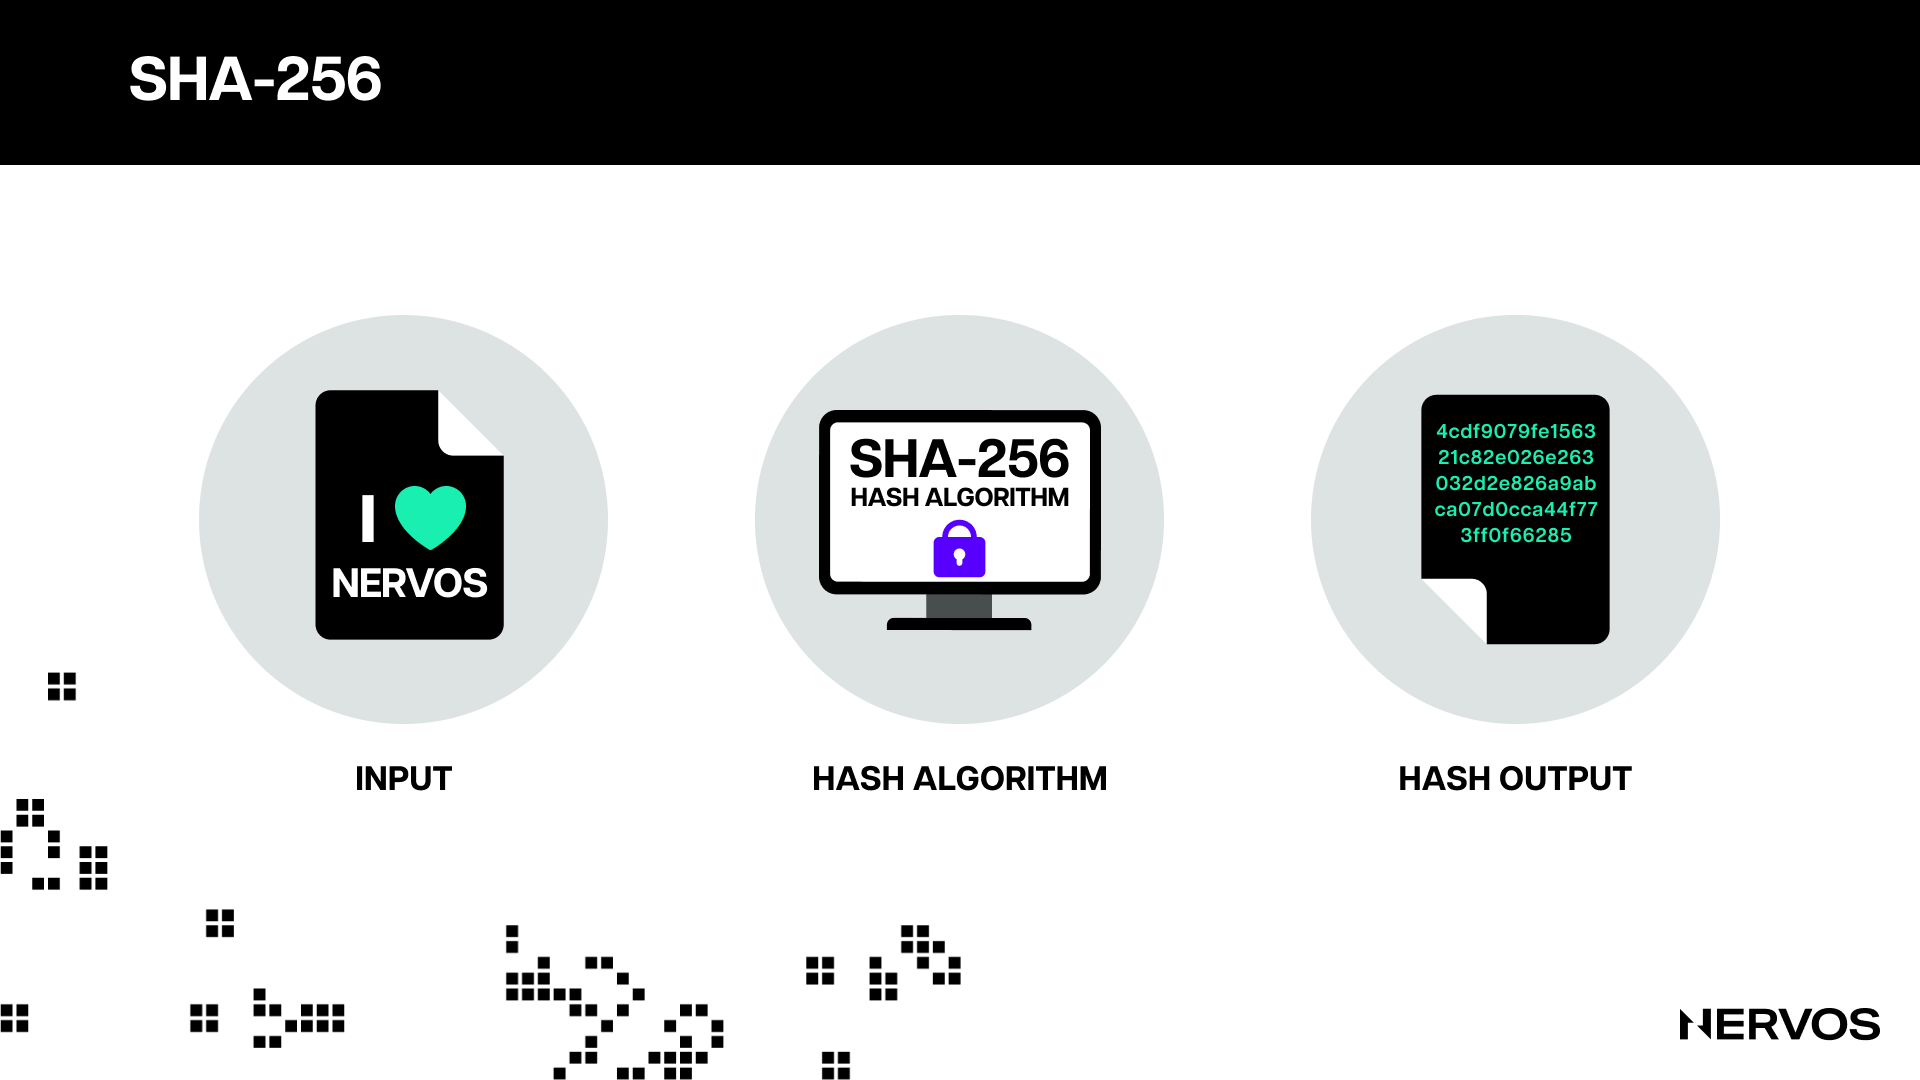 SHA-256
I
NERVOS
SHA-256
HASH ALGORITHM
4cdf9079fe1563
21c82e026e263
032d2e826a9ab
ca07d0cca44f77
3ff0f66285
INPUT
HASH ALGORITHM
HASH OUTPUT
NERVOS